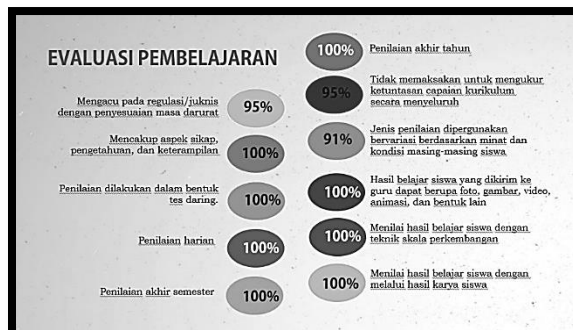 EVALUASI PEMBELAJARAN
Mengacu pada regulasi/juknis
dengan penyesuaian masa darurat
95%
Mencakup aspek sikap,
pengetahuan, dan keterampilan
100%
Penilaian dilakukan dalam bentuk
tes daring.
100%
Penilaian harian
100%
Penilaian akhir semester
100%
100%
Penilaian akhir tahun
95%
Tidak memaksakan untuk mengukur
ketuntasan capaian kurikulum
secara menyeluruh
91%
Jenis penilaian dipergunakan
bervariasi berdasarkan minat dan
kondisi masing-masing siswa
100%
Hasil belajar siswa yang dikirim ke
guru dapat berupa foto, gambar, video,
animasi, dan bentuk lain
100%
Menilai hasil belajar siswa dengan
teknik skala perkembangan
100%
Menilai hasil belajar siswa dengan
melalui hasil karya siswa